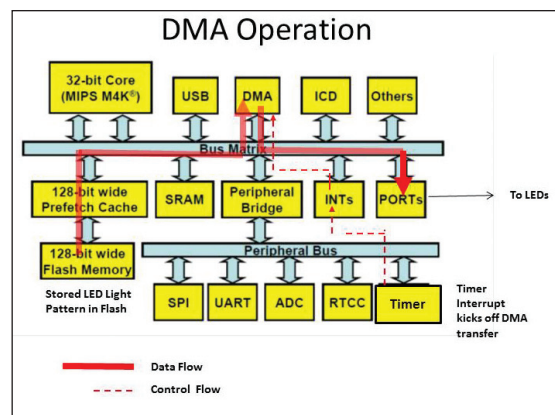 DMA Operation
32-bit Core
(MIPS M4K®)
USB
DMA
ICD
Others
Bus Matrix
128-bit wide
Prefetch Cache
SRAM
Peripheral
Bridge
INTs
PORTs
To LEDs
128-bit wide
Flash Memory
Peripheral Bus
Stored LED Light
Pattern in Flash
SPI
UART
ADC
RTCC
Timer
Timer
Interrupt
kicks off DMA
transfer
Data Flow
Control Flow